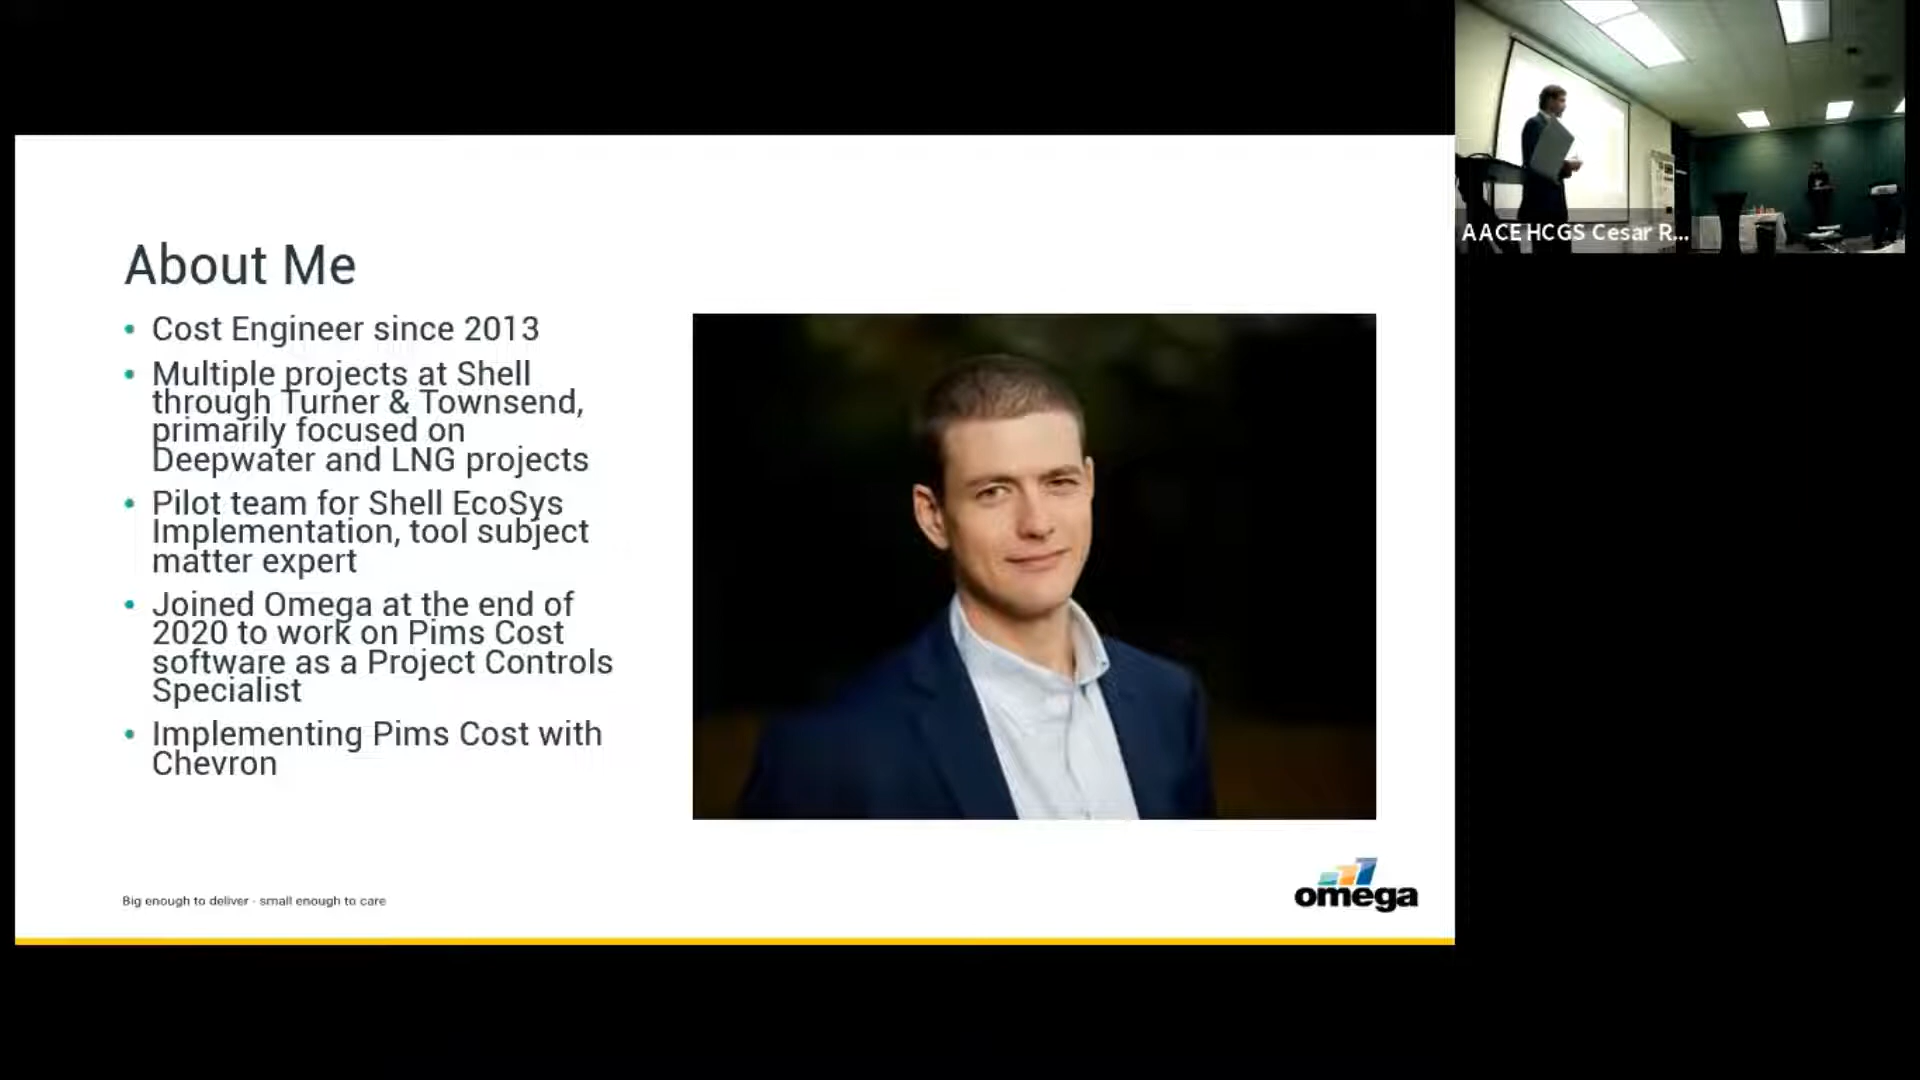 AACE HCGS Cesar R...
About Me
• Cost Engineer since 2013
• Multiple projects at Shell
through Turner & Townsend,
primarily focused on
Deepwater and LNG projects
• Pilot team for Shell EcoSys
Implementation, tool subject
matter expert
• Joined Omega at the end of
2020 to work on Pims Cost
software as a Project Controls
Specialist
• Implementing Pims Cost with
Chevron
Big enough to deliver - small enough to care
omega